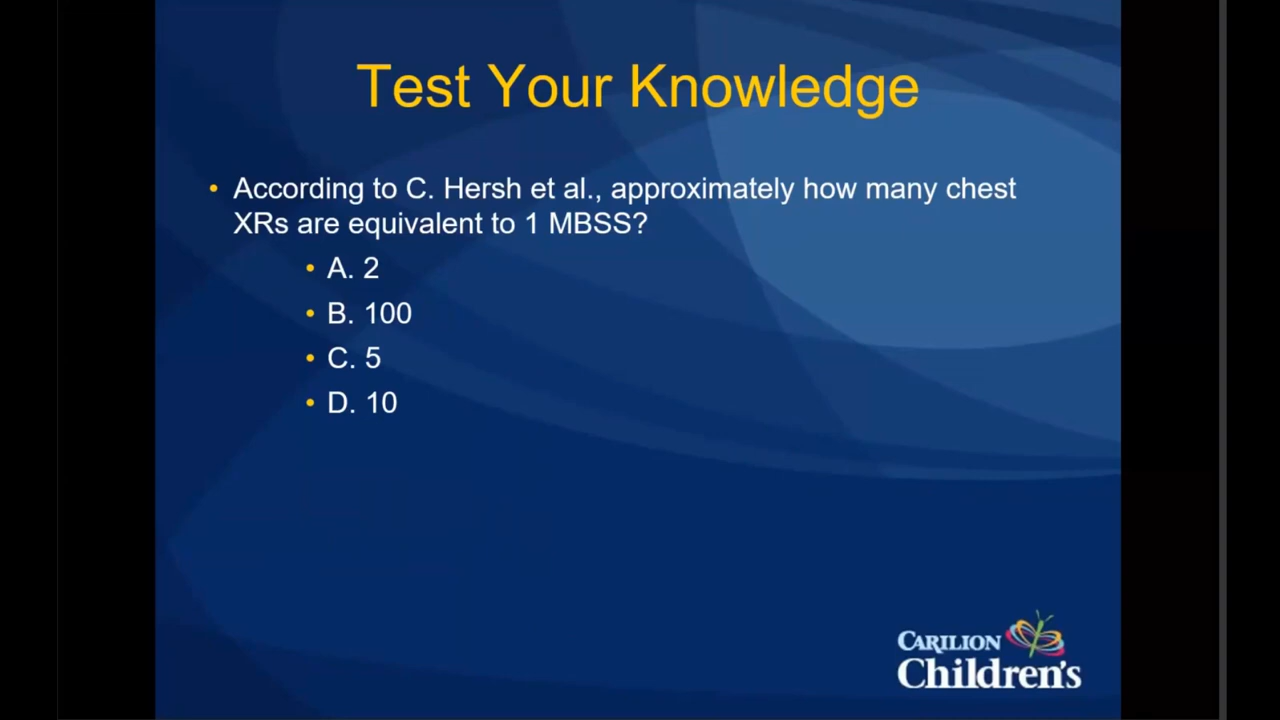 Test Your Knowledge
• According to C. Hersh et al., approximately how many chest
XRs are equivalent to 1 MBSS?
• A. 2
• B. 100
• C. 5
• D. 10
CARILION
Children's